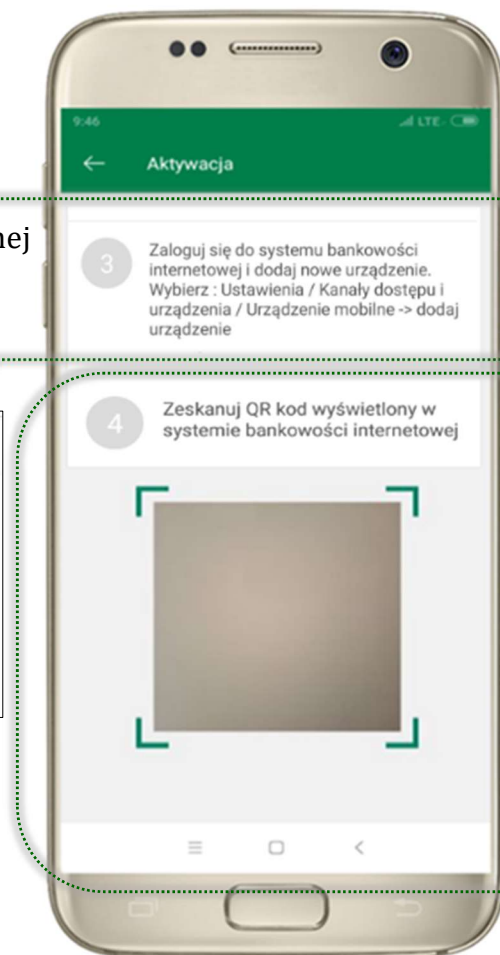 9:46
LTE
Aktywacja
nej
3
Zaloguj się do systemu bankowości
internetowej i dodaj nowe urządzenie.
Wybierz : Ustawienia / Kanały dostępu i
urządzenia / Urządzenie mobilne -> dodaj
urządzenie
4
Zeskanuj QR kod wyświetlony w
systemie bankowości internetowej